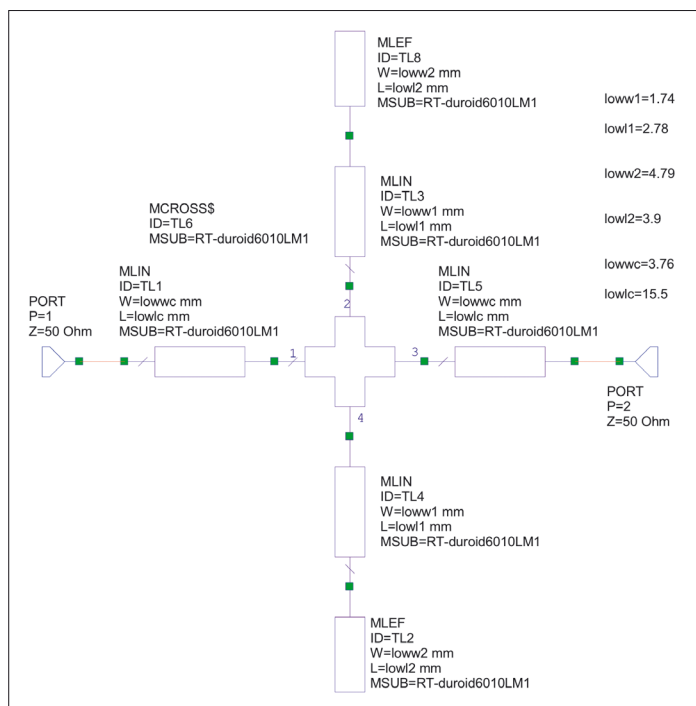 MLEF
ID=TL8
W=loww2 mm
L=lowl2 mm
MSUB=RT-duroid6010LM1
loww1=1.74
lowl1=2.78
loww2=4.79
lowl2=3.9
lowwc=3.76
lowlc=15.5
MLIN
ID=TL3
W=loww1 mm
L=lowl1 mm
MSUB=RT-duroid6010LM1
MCROSS$
ID=TL6
MSUB=RT-duroid6010LM1
MLIN
ID=TL1
W=lowwc mm
L=lowlc mm
MSUB=RT-duroid6010LM1
MLIN
ID=TL5
W=lowwc mm
L=lowlc mm
MSUB=RT-duroid6010LM1
PORT
P=1
Z=50 Ohm
2
1
3
4
PORT
P=2
Z=50 Ohm
MLIN
ID=TL4
W=loww1 mm
L=lowl1 mm
MSUB=RT-duroid6010LM1
MLEF
ID=TL2
W=loww2 mm
L=lowl2 mm
MSUB=RT-duroid6010LM1